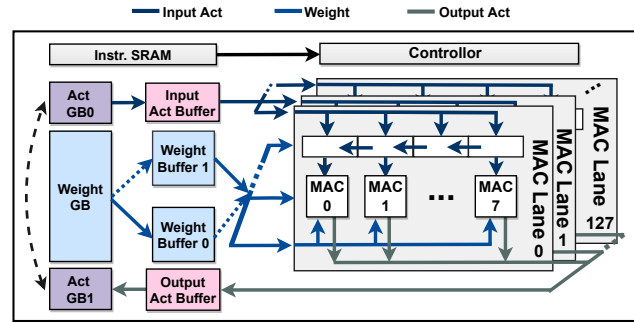 Input Act
Weight
Output Act
Instr. SRAM
Controllor
Act
GB0
Input
Act Buffer
Weight
GB
Weight
Buffer 1
Weight
Buffer 0
Act
GB1
Output
Act Buffer
MAC
0
MAC
1
...
MAC
7
MAC Lane 0
MAC Lane 1
...
MAC Lane
127